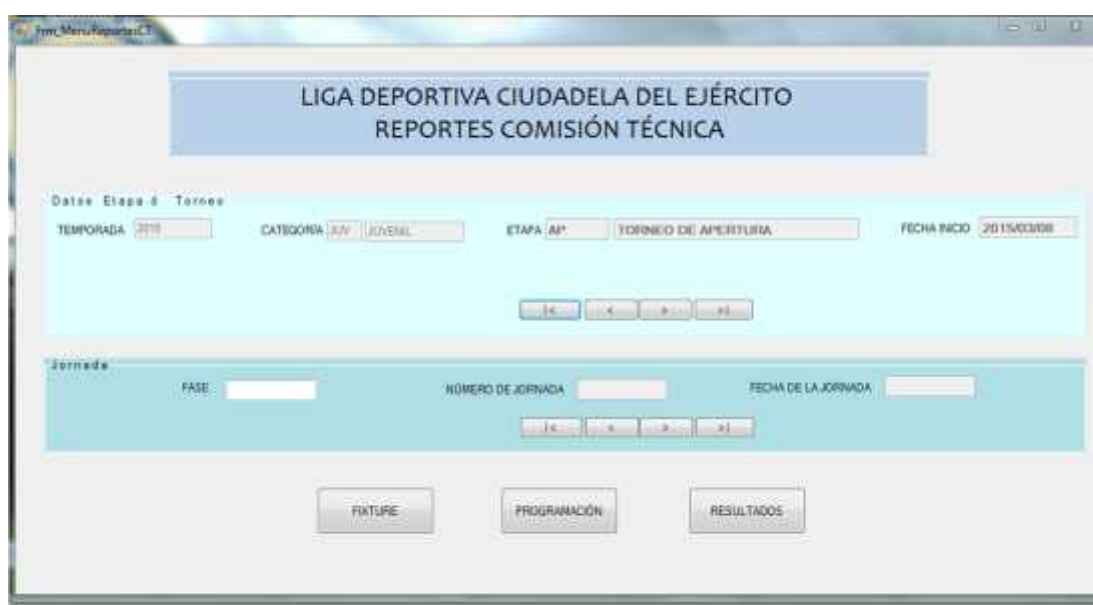 Frm_MenuReportesCT
LIGA DEPORTIVA CIUDADELA DEL EJÉRCITO
REPORTES COMISIÓN TÉCNICA
Datos Etapa ó Torneo
TEMPORADA 2015 CATEGORÍA JUV JUVENIL ETAPA AP* TORNEO DE APERTURA FECHA INICIO 2015/03/08
|< < > >|
Jornada
FASE NÚMERO DE JORNADA FECHA DE LA JORNADA
|< < > >|
FIXTURE PROGRAMACIÓN RESULTADOS